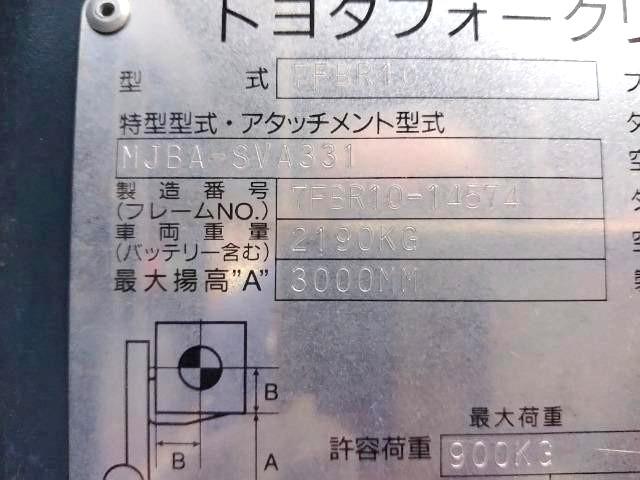 トヨタフォークリ
型 式 7FBR10
特型型式・アタッチメント型式
NJBA-SVA331
製造番号 7FBR10-14574
(フレームNO.)
車両重量 2190KG
(バッテリー含む)
最大揚高"A" 3000MM
B
B A
最大荷重
許容荷重 900KG